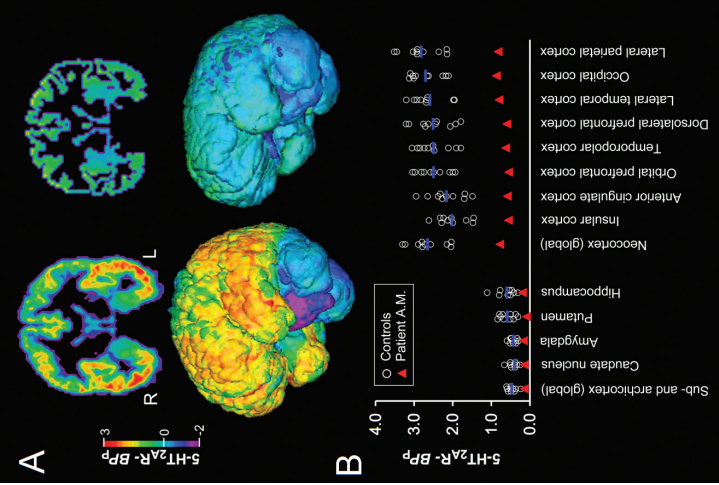 A
5-HT2AR-BPP
3
0
-2
R
L
B
5-HT2AR-BPP
4.0
3.0
2.0
1.0
0.0
Controls
Patient A.M.
Sub- and archicortex (global)
Caudate nucleus
Amygdala
Putamen
Hippocampus
Neocortex (global)
Insular cortex
Anterior cingulate cortex
Orbital prefrontal cortex
Temporopolar cortex
Dorsolateral prefrontal cortex
Lateral temporal cortex
Occipital cortex
Lateral parietal cortex